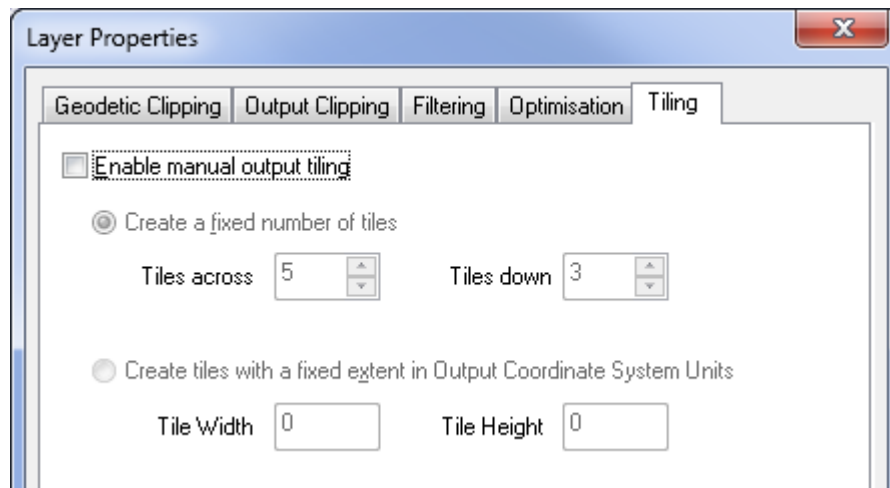 Layer Properties
Geodetic Clipping Output Clipping Filtering Optimisation Tiling
Enable manual output tiling
Create a fixed number of tiles
Tiles across 5 Tiles down 3
Create tiles with a fixed extent in Output Coordinate System Units
Tile Width 0 Tile Height 0